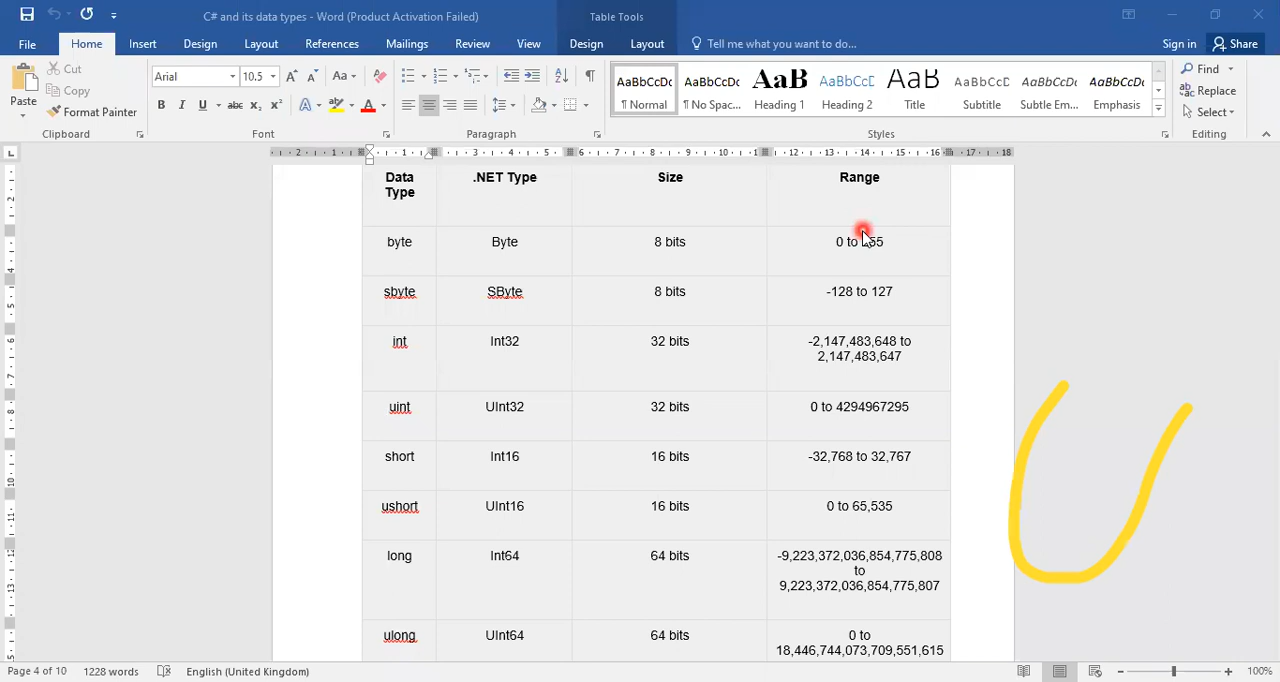 C# and its data types - Word (Product Activation Failed)
Table Tools
File Home Insert Design Layout References Mailings Review View Design Layout Tell me what you want to do... Sign in Share
Paste
Cut
Copy
Format Painter
Clipboard
Arial 10.5
Font
Paragraph
AaBbCcDc AaBbCcDc AaB AaBbCcD AaB AaBbCcDd AaBbCcDd AaBbCcDd
¶ Normal ¶ No Spac... Heading 1 Heading 2 Title Subtitle Subtle Em... Emphasis
Styles
Find
Replace
Select
Editing
Data Type .NET Type Size Range
byte Byte 8 bits 0 to
sbyte SByte 8 bits -128 to 127
int Int32 32 bits -2,147,483,648 to
2,147,483,647
uint UInt32 32 bits 0 to 4294967295
short Int16 16 bits -32,768 to 32,767
ushort UInt16 16 bits 0 to 65,535
long Int64 64 bits -9,223,372,036,854,775,808
to
9,223,372,036,854,775,807
ulong UInt64 64 bits 0 to
18,446,744,073,709,551,615
U
Page 4 of 10 1228 words English (United Kingdom) 100%